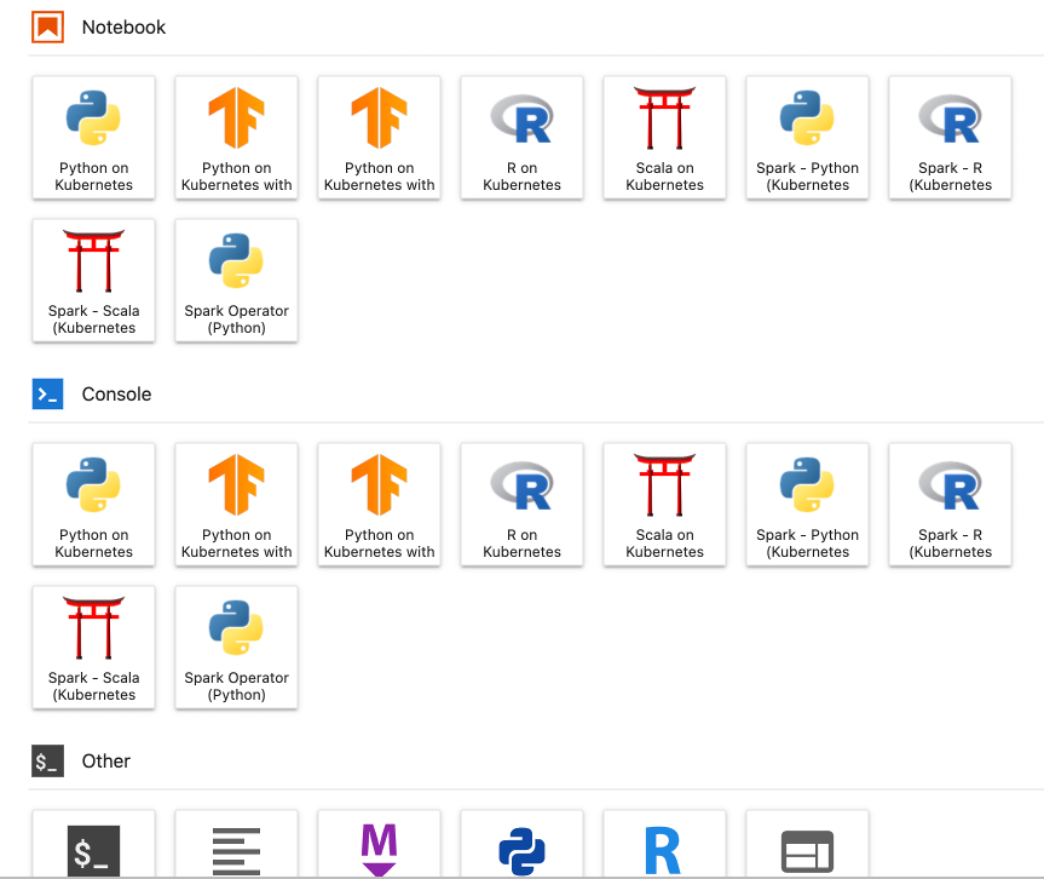 Notebook
Python on
Kubernetes
Python on
Kubernetes with
Python on
Kubernetes with
R on
Kubernetes
Scala on
Kubernetes
Spark - Python
(Kubernetes
Spark - R
(Kubernetes
Spark - Scala
(Kubernetes
Spark Operator
(Python)
Console
Python on
Kubernetes
Python on
Kubernetes with
Python on
Kubernetes with
R on
Kubernetes
Scala on
Kubernetes
Spark - Python
(Kubernetes
Spark - R
(Kubernetes
Spark - Scala
(Kubernetes
Spark Operator
(Python)
$_ Other
$_
M
R